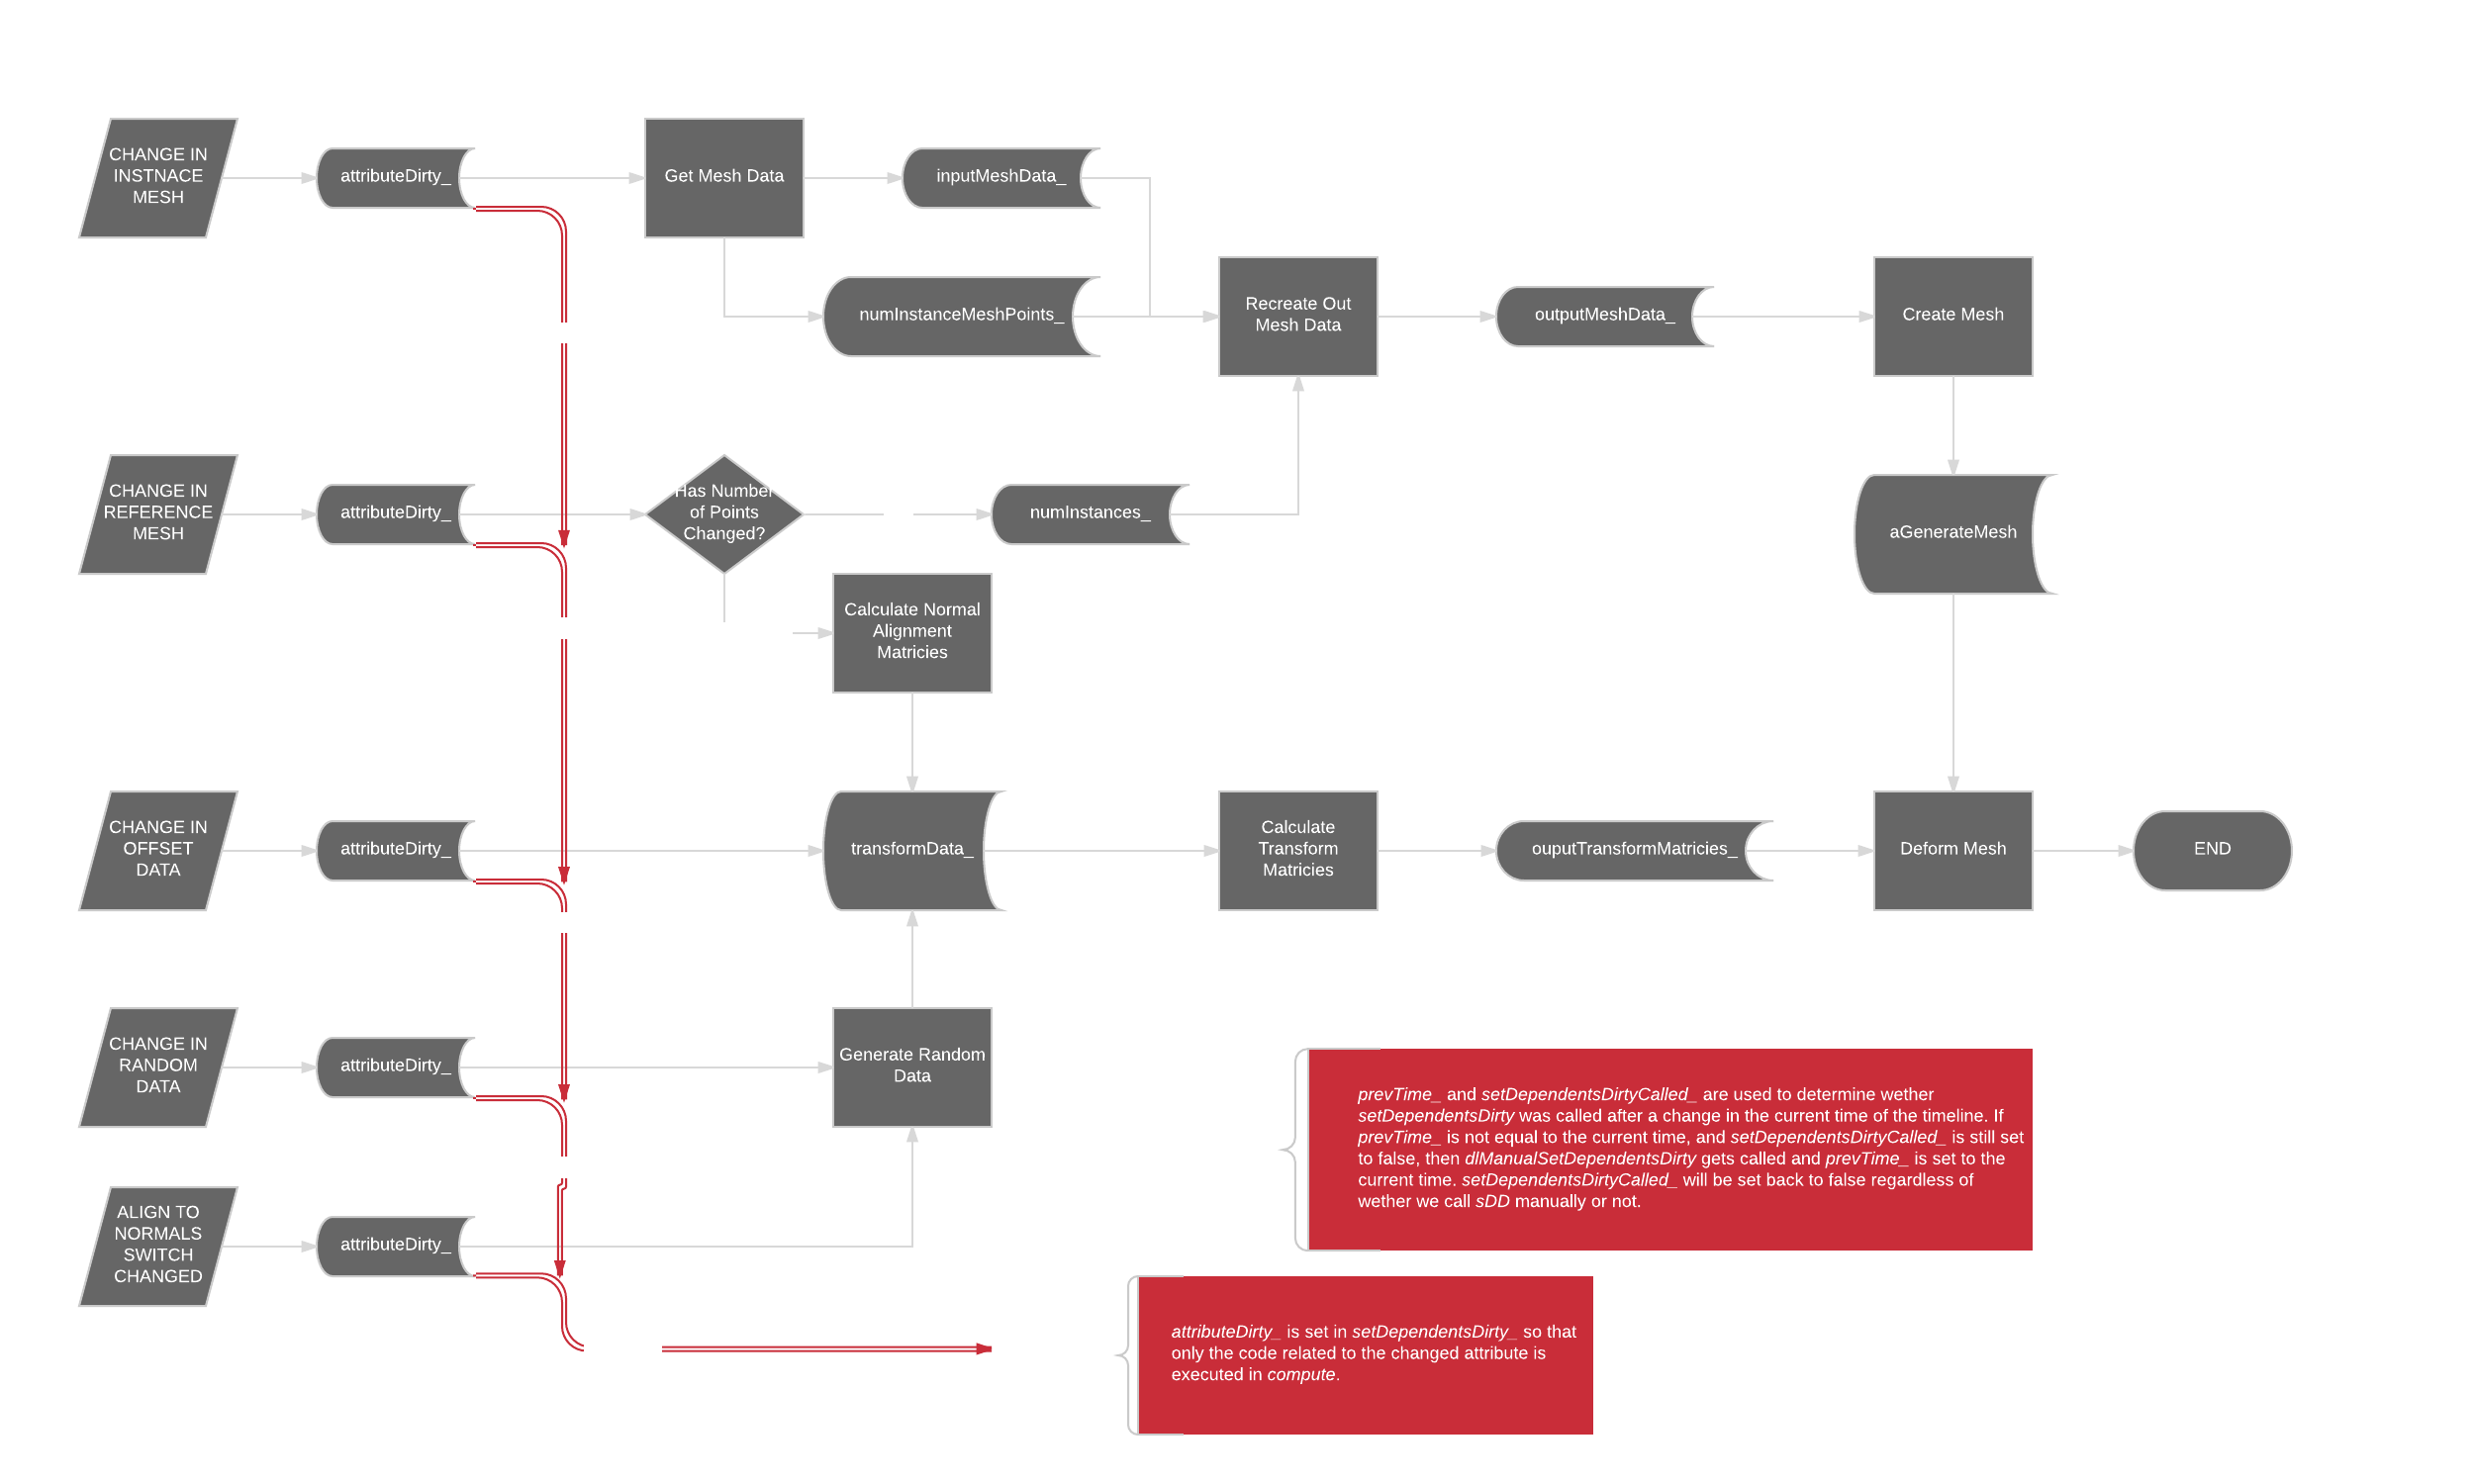 CHANGE IN
INSTNACE
MESH
attributeDirty_
Get Mesh Data
inputMeshData_
numInstanceMeshPoints_
Recreate Out
Mesh Data
outputMeshData_
Create Mesh
CHANGE IN
REFERENCE
MESH
attributeDirty_
Has Number
of Points
Changed?
numInstances_
aGenerateMesh
Calculate Normal
Alignment
Matricies
CHANGE IN
OFFSET
DATA
attributeDirty_
transformData_
Calculate
Transform
Matricies
ouputTransformMatricies_
Deform Mesh
END
CHANGE IN
RANDOM
DATA
attributeDirty_
Generate Random
Data
prevTime_ and setDependentsDirtyCalled_ are used to determine wether
setDependentsDirty was called after a change in the current time of the timeline. If
prevTime_ is not equal to the current time, and setDependentsDirtyCalled_ is still set
to false, then dlManualSetDependentsDirty gets called and prevTime_ is set to the
current time. setDependentsDirtyCalled_ will be set back to false regardless of
wether we call sDD manually or not.
ALIGN TO
NORMALS
SWITCH
CHANGED
attributeDirty_
attributeDirty_ is set in setDependentsDirty_ so that
only the code related to the changed attribute is
executed in compute.